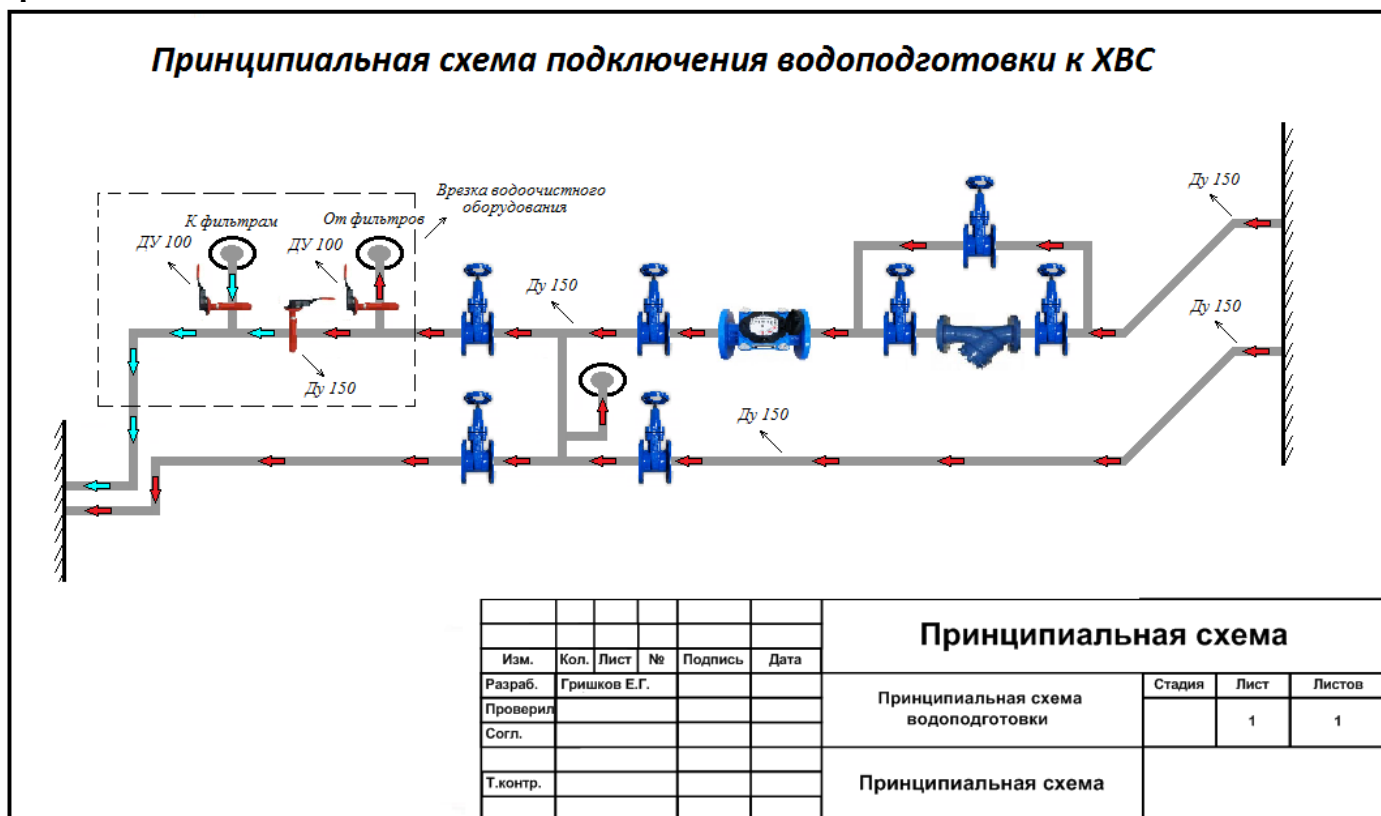 Принципиальная схема подключения водоподготовки к ХВС
Врезка водоочистного
оборудования
К фильтрам
От фильтров
ДУ 100
ДУ 100
Ду 150
Ду 150
Ду 150
Ду 150
Ду 150
Принципиальная схема
Изм.
Кол.
Лист
№
Подпись
Дата
Разраб.
Гришков Е.Г.
Проверил
Согл.
Т.контр.
Принципиальная схема
водоподготовки
Стадия
Лист
Листов
1
1
Принципиальная схема